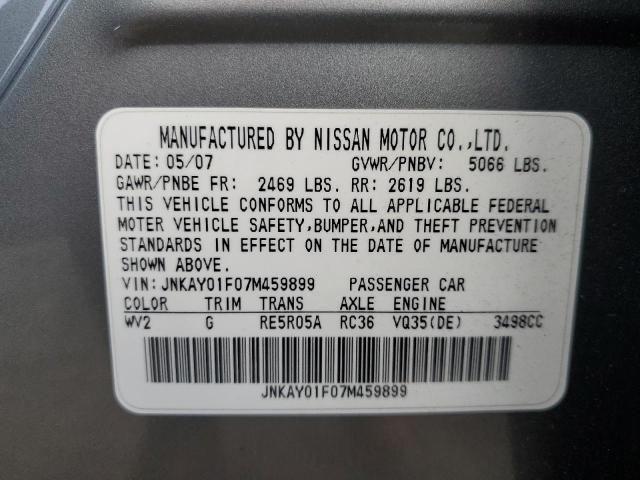 MANUFACTURED BY NISSAN MOTOR CO.,LTD.
DATE: 05/07 GVWR/PNBV: 5066 LBS.
GAWR/PNBE FR: 2469 LBS. RR: 2619 LBS.
THIS VEHICLE CONFORMS TO ALL APPLICABLE FEDERAL
MOTER VEHICLE SAFETY,BUMPER,AND THEFT PREVENTION
STANDARDS IN EFFECT ON THE DATE OF MANUFACTURE
SHOWN ABOVE.
VIN: JNKAY01F07M459899 PASSENGER CAR
COLOR TRIM TRANS AXLE ENGINE
WV2 G RE5R05A RC36 VQ35(DE) 3498CC
JNKAY01F07M459899